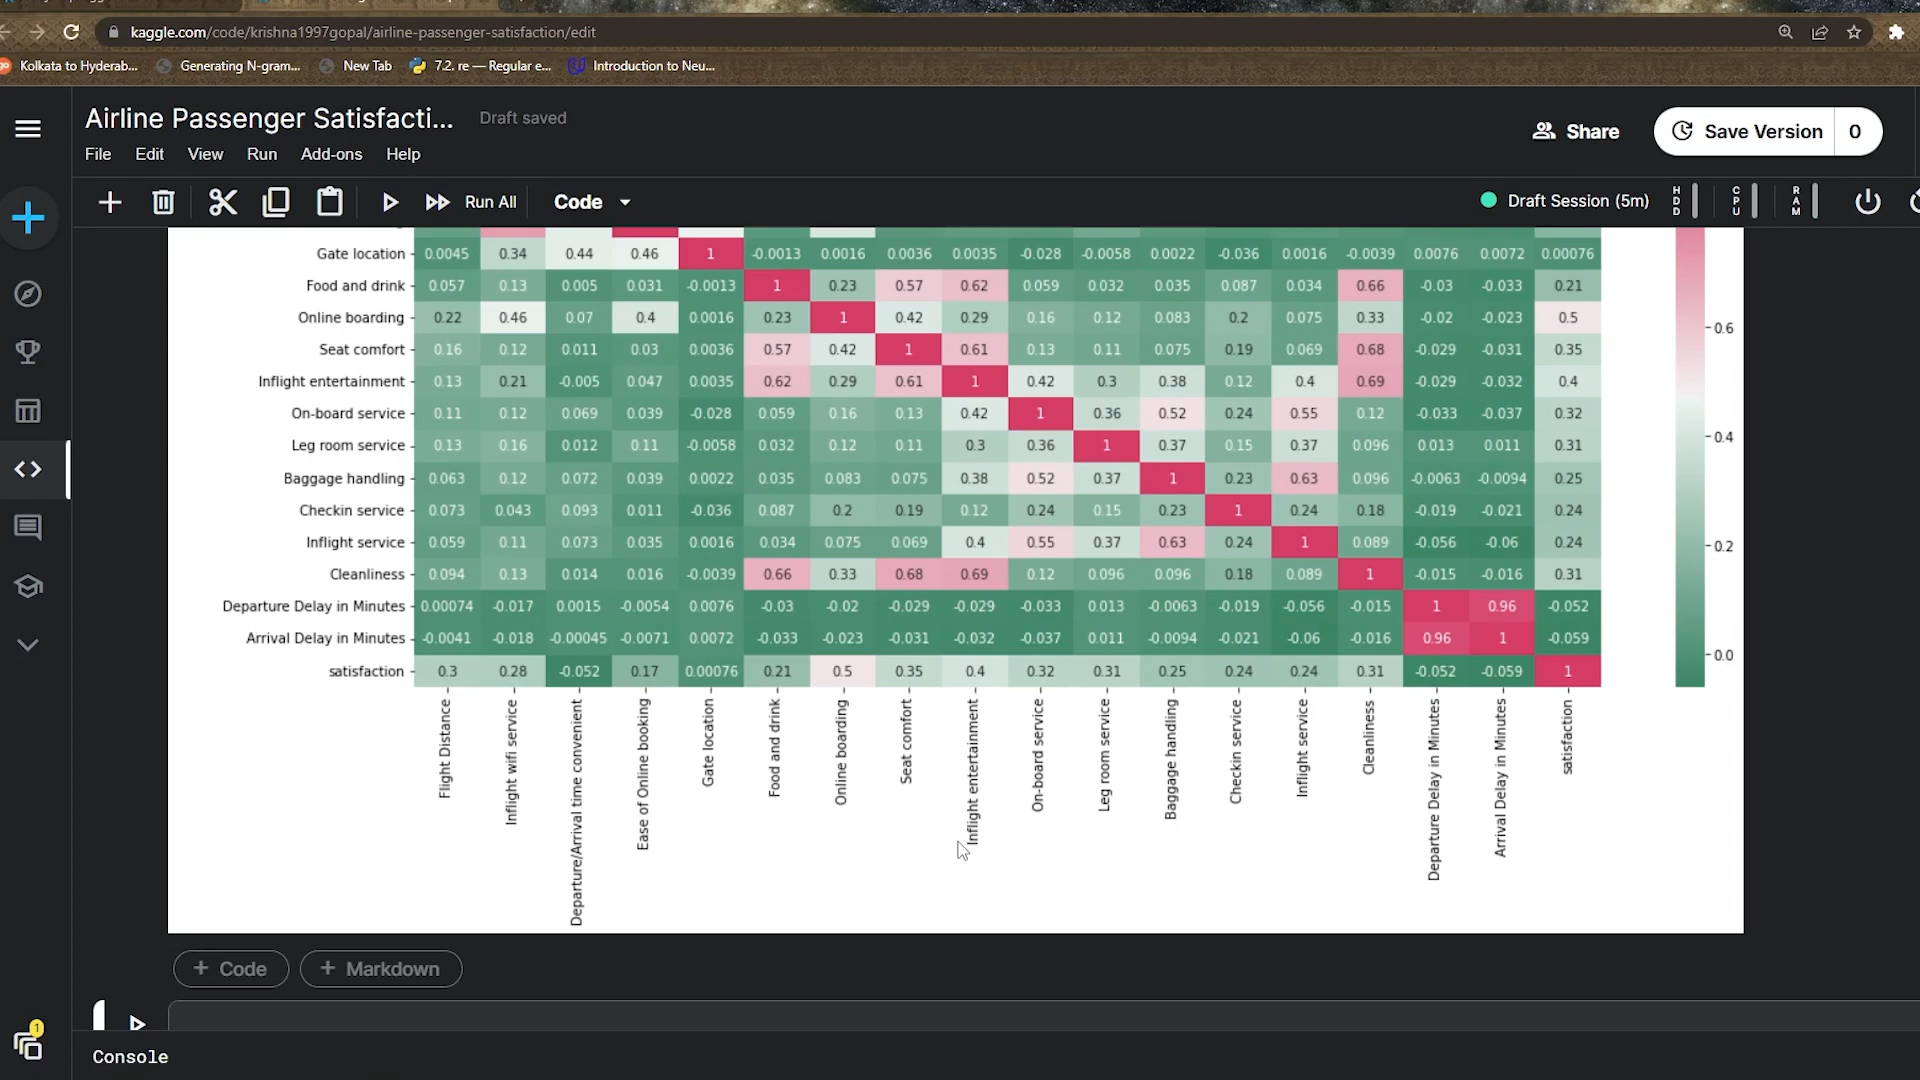 kaggle.com/code/krishna1997gopal/airline-passenger-satisfaction/edit
Kolkata to Hyderab... Generating N-gram... New Tab 7.2. re — Regular e... Introduction to Neu...
Airline Passenger Satisfacti... Draft saved
Share Save Version 0
File Edit View Run Add-ons Help
Run All Code Draft Session (5m) HDD CPU RAM
Gate location 0.0045 0.34 0.44 0.46 1 -0.0013 0.0016 0.0036 0.0035 -0.028 -0.0058 0.0022 -0.036 0.0016 -0.0039 0.0076 0.0072 0.00076
Food and drink 0.057 0.13 0.005 0.031 -0.0013 1 0.23 0.57 0.62 0.059 0.032 0.035 0.087 0.034 0.66 -0.03 -0.033 0.21
Online boarding 0.22 0.46 0.07 0.4 0.0016 0.23 1 0.42 0.29 0.16 0.12 0.083 0.2 0.075 0.33 -0.02 -0.023 0.5
0.6
Seat comfort 0.16 0.12 0.011 0.03 0.0036 0.57 0.42 1 0.61 0.13 0.11 0.075 0.19 0.069 0.68 -0.029 -0.031 0.35
Inflight entertainment 0.13 0.21 -0.005 0.047 0.0035 0.62 0.29 0.61 1 0.42 0.3 0.38 0.12 0.4 0.69 -0.029 -0.032 0.4
On-board service 0.11 0.12 0.069 0.039 -0.028 0.059 0.16 0.13 0.42 1 0.36 0.52 0.24 0.55 0.12 -0.033 -0.037 0.32
0.4
Leg room service 0.13 0.16 0.012 0.11 -0.0058 0.032 0.12 0.11 0.3 0.36 1 0.37 0.15 0.37 0.096 0.013 0.011 0.31
Baggage handling 0.063 0.12 0.072 0.039 0.0022 0.035 0.083 0.075 0.38 0.52 0.37 1 0.23 0.63 0.096 -0.0063 -0.0094 0.25
Checkin service 0.073 0.043 0.093 0.011 -0.036 0.087 0.2 0.19 0.12 0.24 0.15 0.23 1 0.24 0.18 -0.019 -0.021 0.24
Inflight service 0.059 0.11 0.073 0.035 0.0016 0.034 0.075 0.069 0.4 0.55 0.37 0.63 0.24 1 0.089 -0.056 -0.06 0.24
0.2
Cleanliness 0.094 0.13 0.014 0.016 -0.0039 0.66 0.33 0.68 0.69 0.12 0.096 0.096 0.18 0.089 1 -0.015 -0.016 0.31
Departure Delay in Minutes 0.00074 -0.017 0.0015 -0.0054 0.0076 -0.03 -0.02 -0.029 -0.029 -0.033 0.013 -0.0063 -0.019 -0.056 -0.015 1 0.96 -0.052
Arrival Delay in Minutes -0.0041 -0.018 -0.00045 -0.0071 0.0072 -0.033 -0.023 -0.031 -0.032 -0.037 0.011 -0.0094 -0.021 -0.06 -0.016 0.96 1 -0.059
0.0
satisfaction 0.3 0.28 -0.052 0.17 0.00076 0.21 0.5 0.35 0.4 0.32 0.31 0.25 0.24 0.24 0.31 -0.052 -0.059 1
Flight Distance
Inflight wifi service
Departure/Arrival time convenient
Ease of Online booking
Gate location
Food and drink
Online boarding
Seat comfort
Inflight entertainment
On-board service
Leg room service
Baggage handling
Checkin service
Inflight service
Cleanliness
Departure Delay in Minutes
Arrival Delay in Minutes
satisfaction
+ Code + Markdown
1
Console